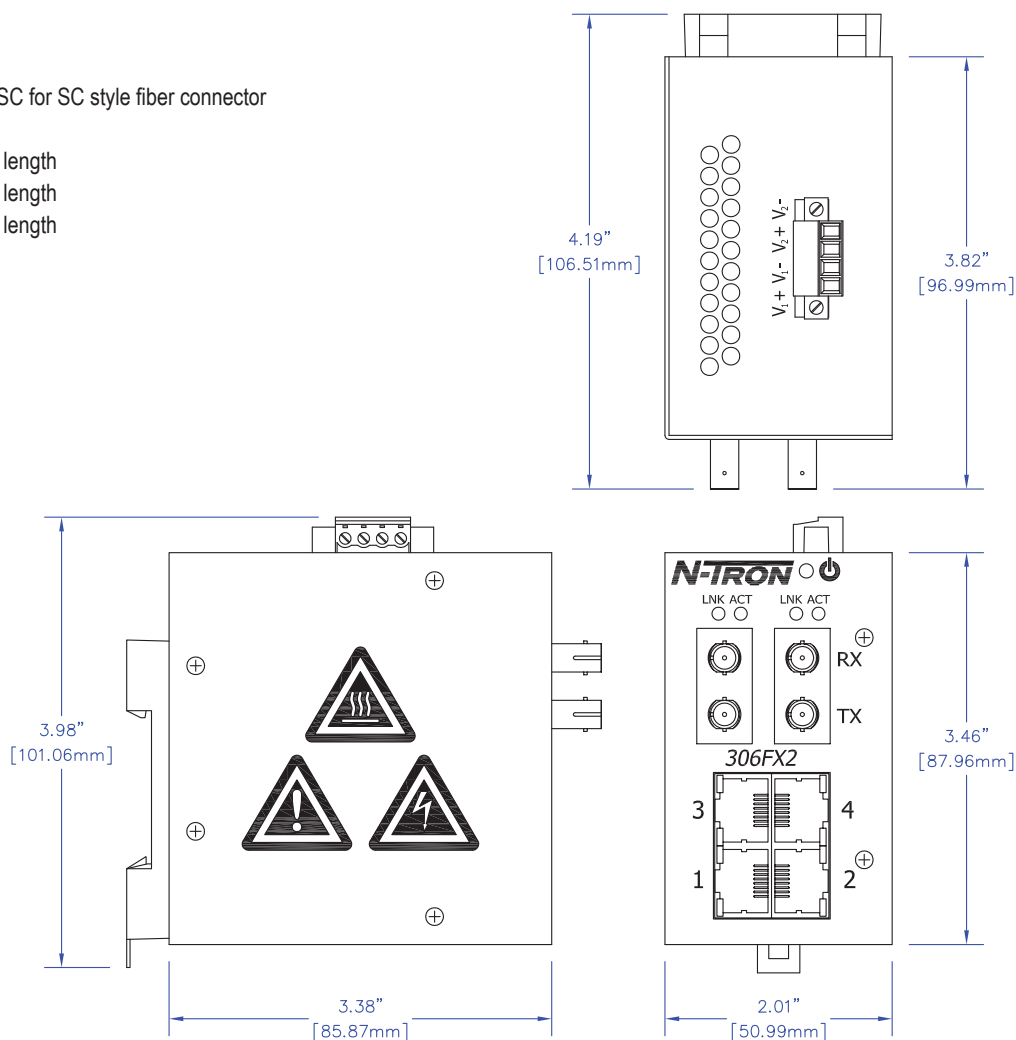 SC for SC style fiber connector
length
length
length
4.19”
[106.51mm]
V₁+ V₁- V₂+ V₂-
3.82”
[96.99mm]
N-TRON
LNK ACT LNK ACT
RX
TX
306FX2
3 4
1 2
3.98”
[101.06mm]
3.46”
[87.96mm]
3.38”
[85.87mm]
2.01”
[50.99mm]